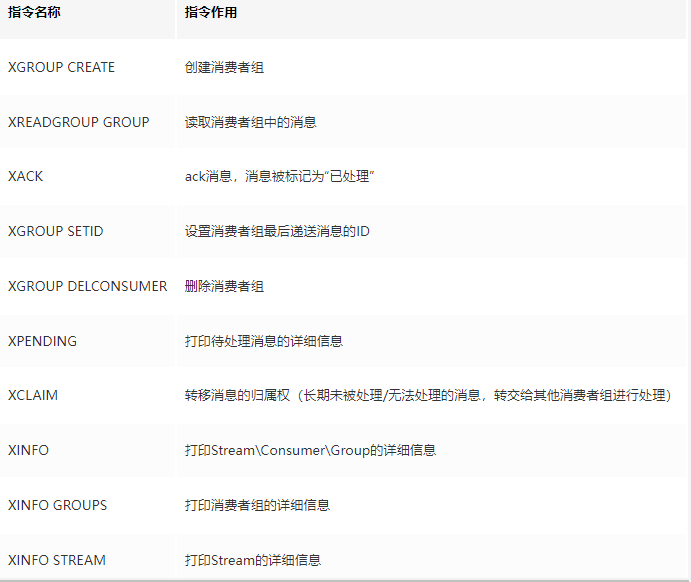 指令名称 指令作用
XGROUP CREATE 创建消费者组
XREADGROUP GROUP 读取消费者组中的消息
XACK ack消息，消息被标记为“已处理”
XGROUP SETID 设置消费者组最后递送消息的ID
XGROUP DELCONSUMER 删除消费者组
XPENDING 打印待处理消息的详细信息
XCLAIM 转移消息的归属权（长期未被处理/无法处理的消息，转交给其他消费者组进行处理）
XINFO 打印Stream\Consumer\Group的详细信息
XINFO GROUPS 打印消费者组的详细信息
XINFO STREAM 打印Stream的详细信息